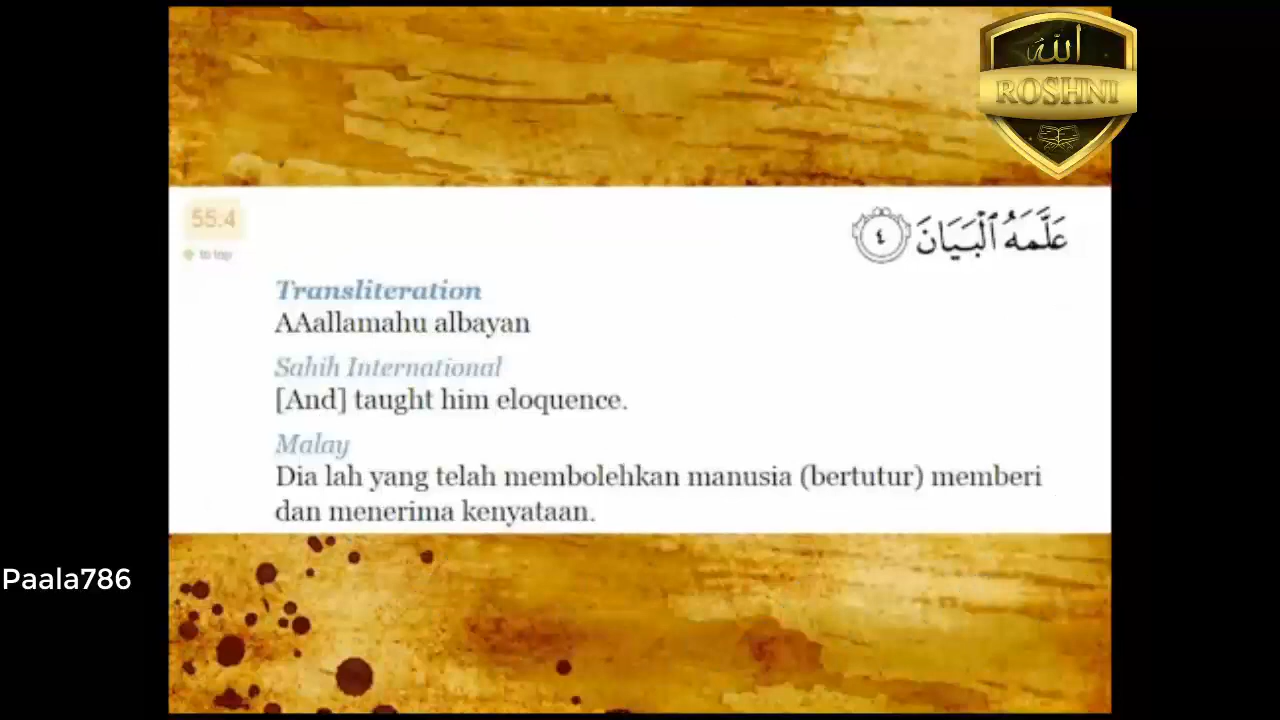 الله
ROSHNI
55.4
عَلَّمَهُ ٱلْبَيَانَ ٤
to top
Transliteration
AAallamahu albayan
Sahih International
[And] taught him eloquence.
Malay
Dia lah yang telah membolehkan manusia (bertutur) memberi
dan menerima kenyataan.
Paala786